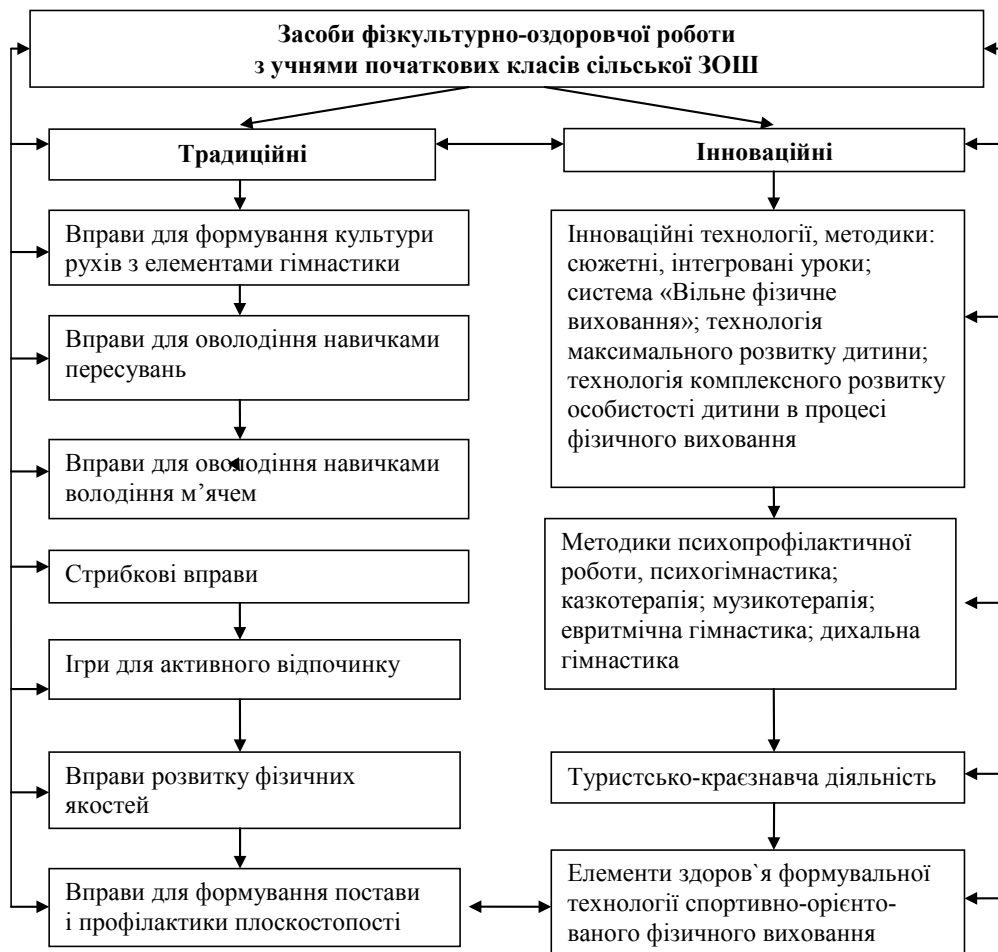 Засоби фізкультурно-оздоровчої роботи
з учнями початкових класів сільської ЗОШ
Традиційні
Інноваційні
Вправи для формування культури
рухів з елементами гімнастики
Вправи для оволодіння навичками
пересувань
Вправи для оволодіння навичками
володіння м’ячем
Стрибкові вправи
Ігри для активного відпочинку
Вправи розвитку фізичних
якостей
Вправи для формування постави
і профілактики плоскостопості
Інноваційні технології, методики:
сюжетні, інтегровані уроки;
система «Вільне фізичне
виховання»; технологія
максимального розвитку дитини;
технологія комплексного розвитку
особистості дитини в процесі
фізичного виховання
Методики психопрофілактичної
роботи, психогімнастика;
казкотерапія; музикотерапія;
евритмічна гімнастика; дихальна
гімнастика
Туристсько-краєзнавча діяльність
Елементи здоров`я формувальної
технології спортивно-орієнто-
ваного фізичного виховання